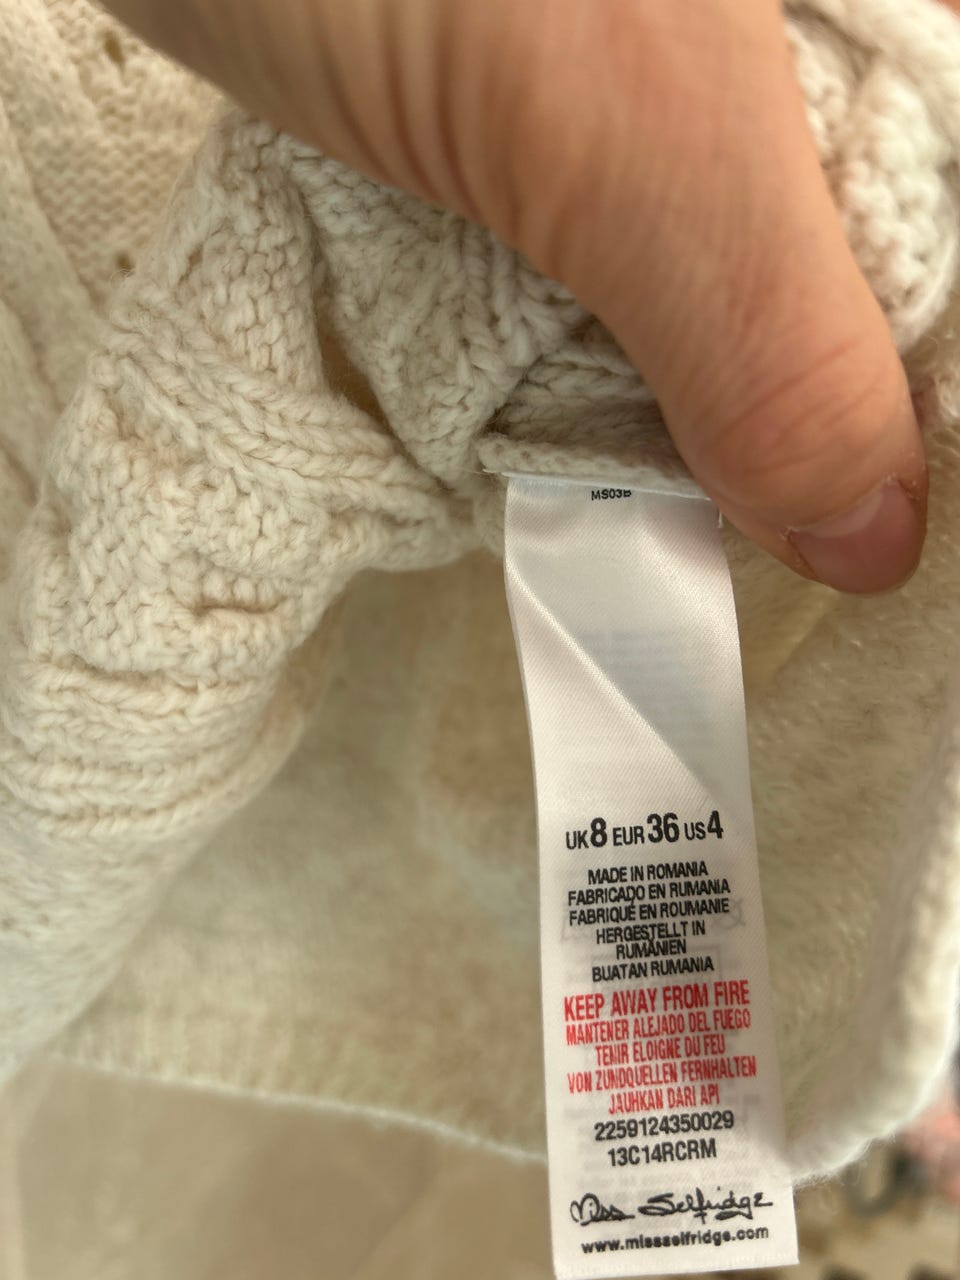 MS03B
UK8 EUR36 US4
MADE IN ROMANIA
FABRICADO EN RUMANIA
FABRIQUÉ EN ROUMANIE
HERGESTELLT IN
RUMÄNIEN
BUATAN RUMANIA
KEEP AWAY FROM FIRE
MANTENER ALEJADO DEL FUEGO
TENIR ELOIGNE DU FEU
VON ZUNDQUELLEN FERNHALTEN
JAUHKAN DARI API
2259124350029
13C14RCRM
Miss Selfridge
www.missselfridge.com